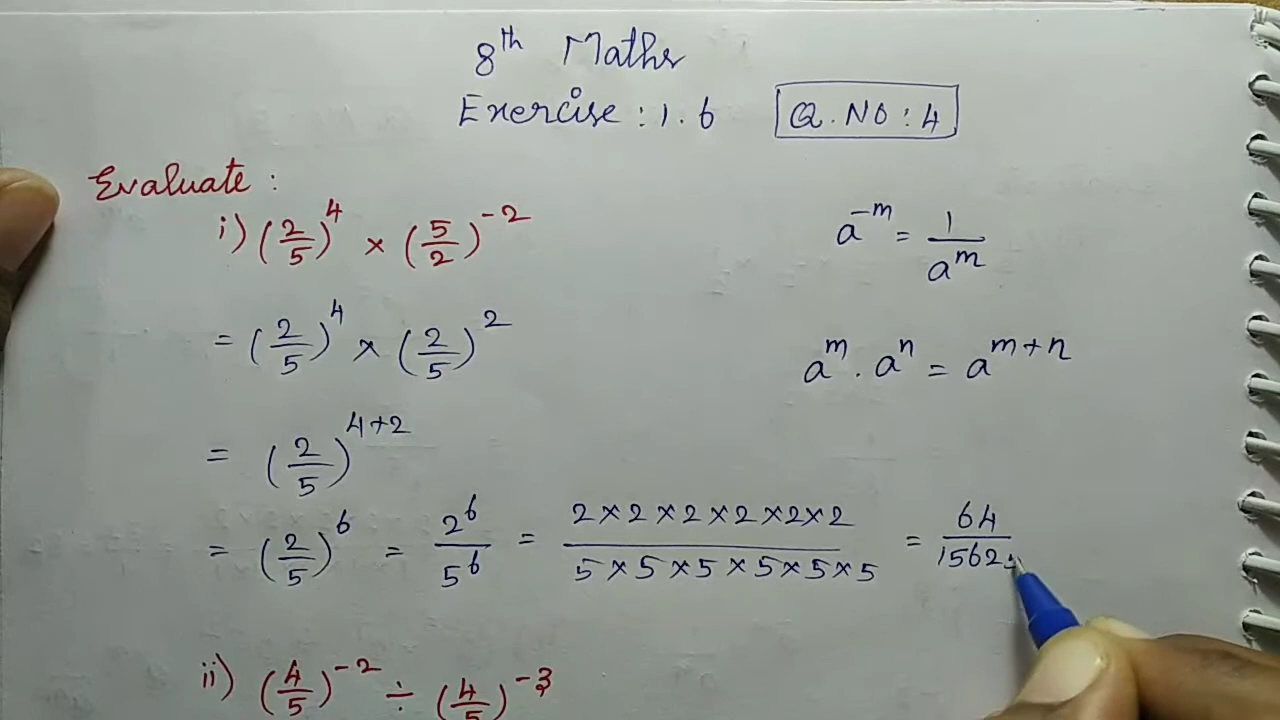 8th Maths
Exercise : 1.6 Q.NO : 4
Evaluate :
i) (2/5)^4 × (5/2)^-2
a^-m = 1/a^m
= (2/5)^4 × (2/5)^2
a^m . a^n = a^m+n
= (2/5)^4+2
= (2/5)^6 = 2^6/5^6 = 2×2×2×2×2×2/5×5×5×5×5×5 = 64/15625
ii) (4/5)^-2 ÷ (4/5)^-3